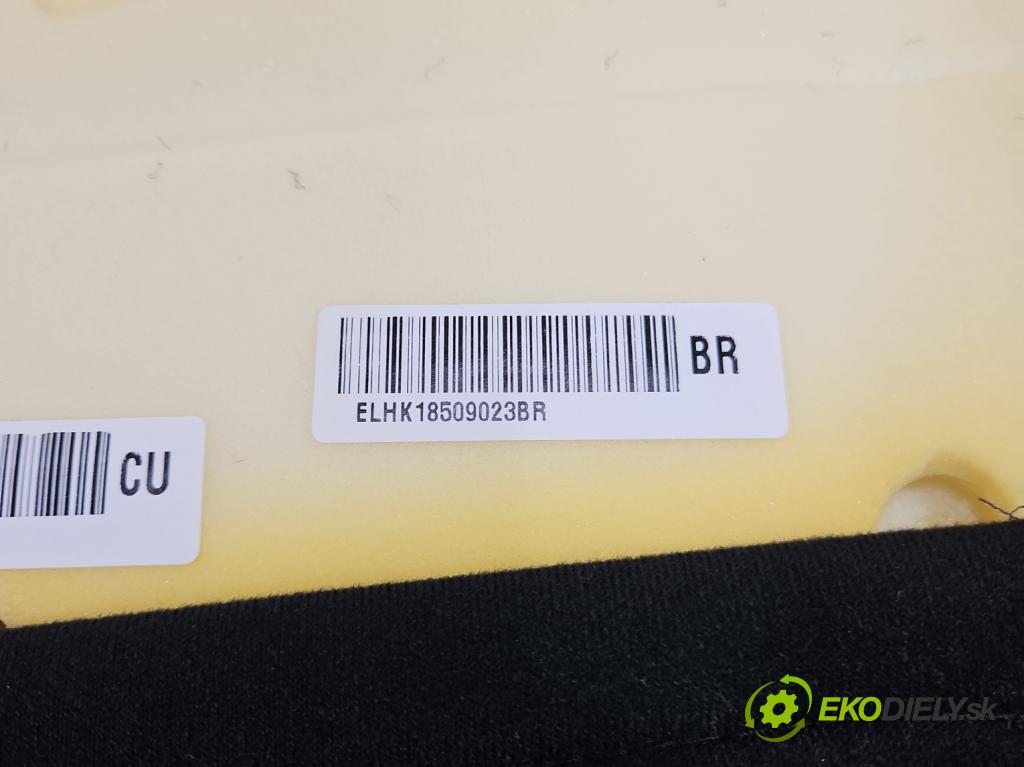 BR
ELHK18509023BR
CU
EKODIELY.sk